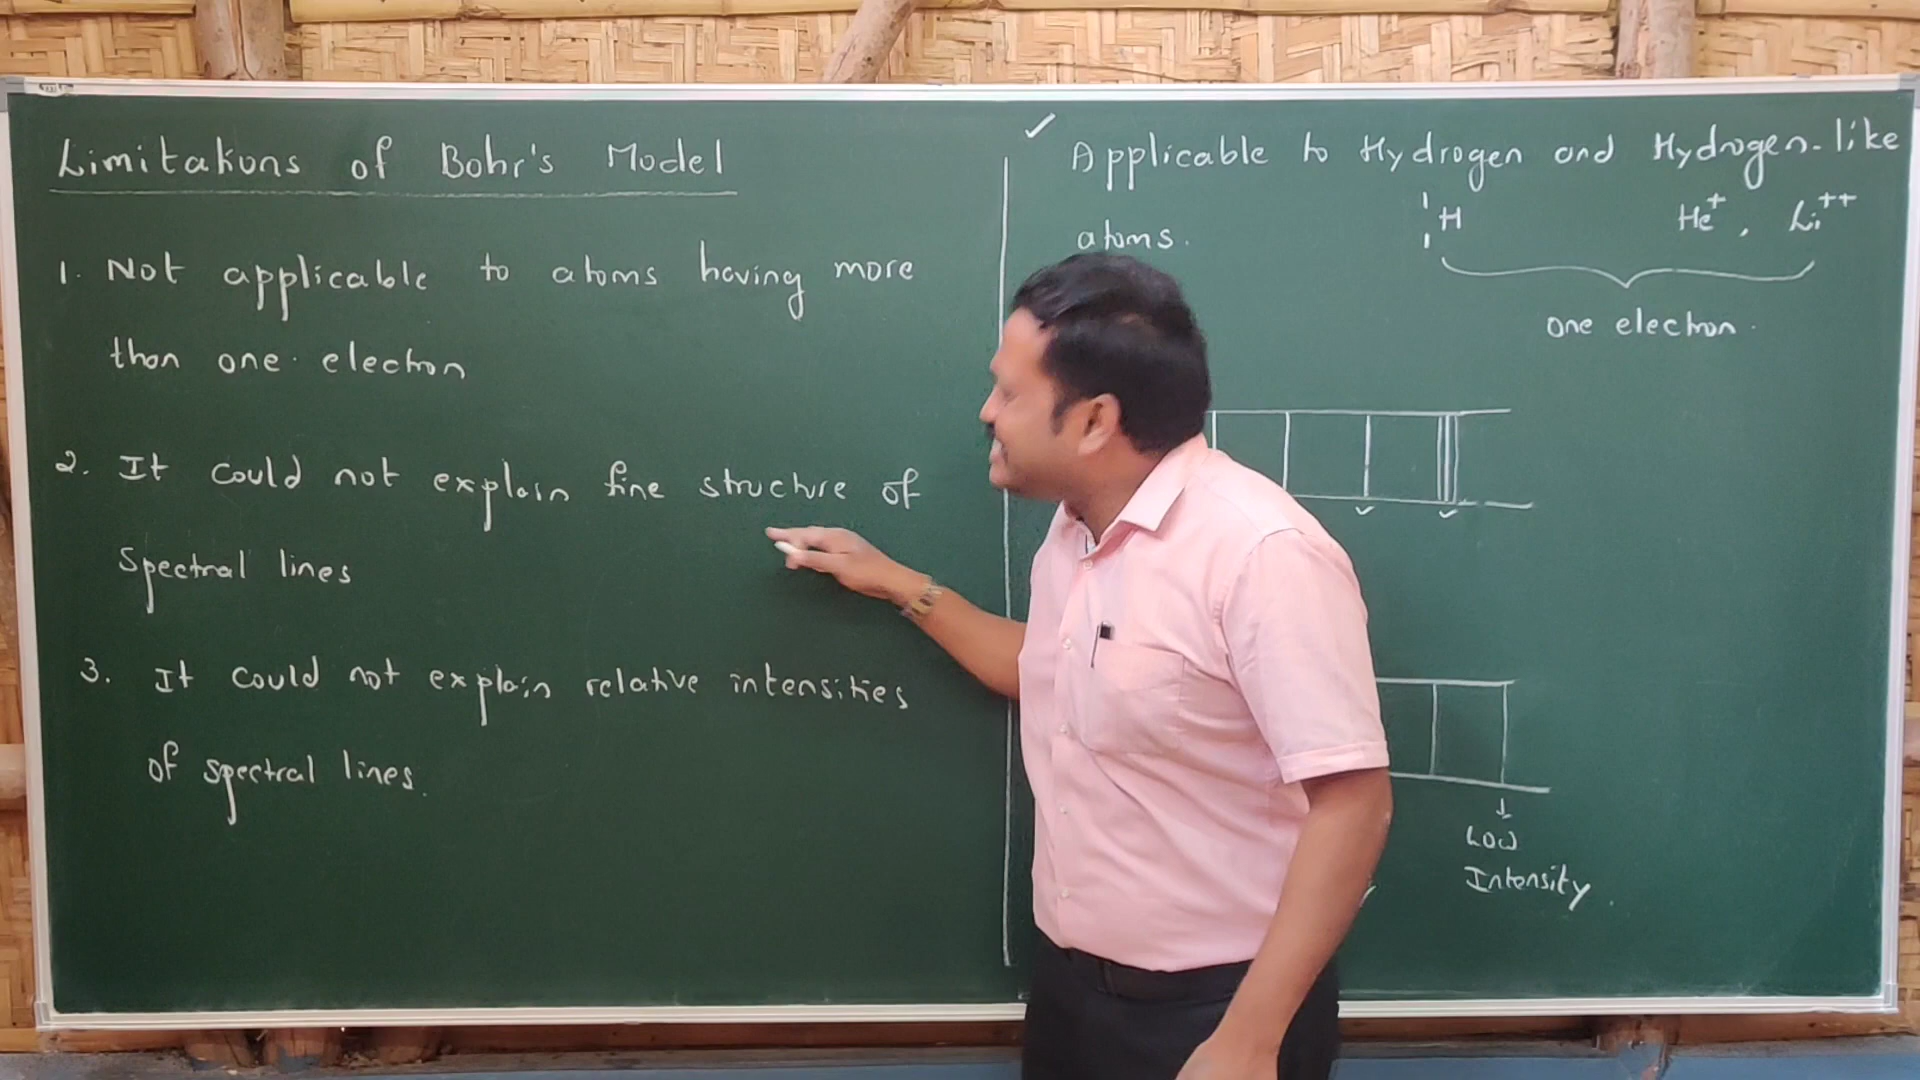 Limitations of Bohr's Model
1. Not applicable to atoms having more
than one electron
2. It could not explain fine structure of
Spectral lines
3. It could not explain relative intensities
of spectral lines.
✓ Applicable to Hydrogen and Hydrogen-like
atoms.
¹₁H He⁺, Li⁺⁺
One electron.
Low
Intensity.